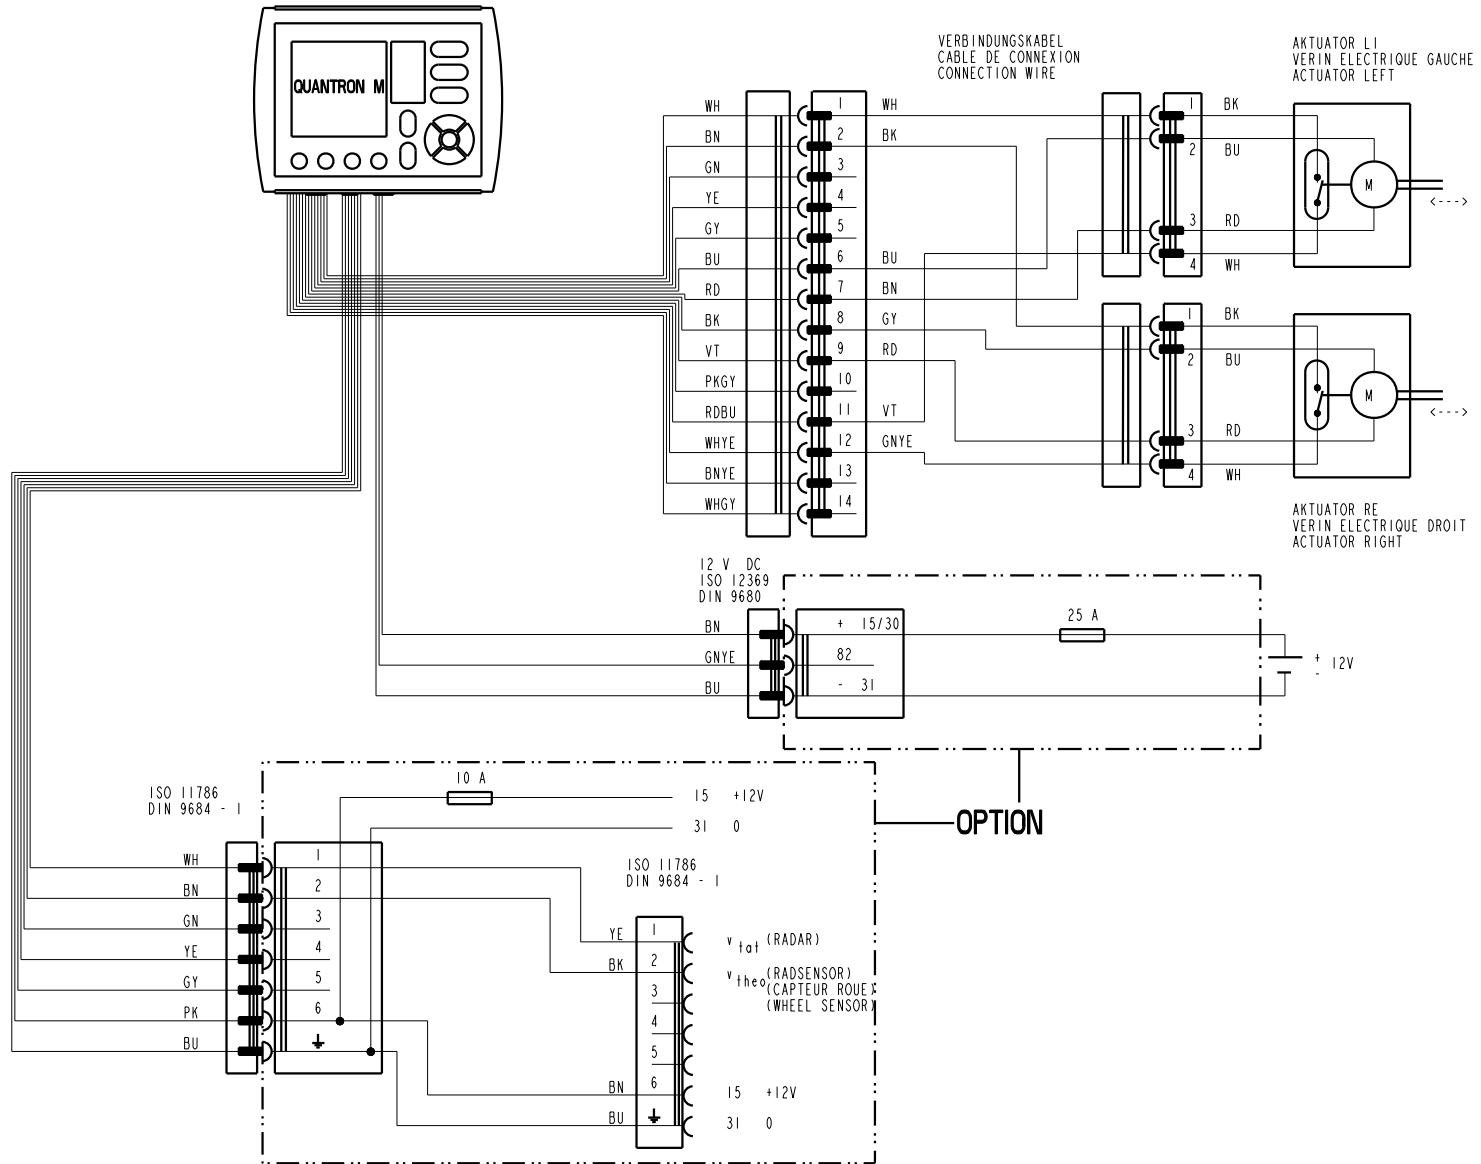 QUANTRON M
VERBINDUNGSKABEL
CABLE DE CONNEXION
CONNECTION WIRE
AKTUATOR LI
VERIN ELECTRIQUE GAUCHE
ACTUATOR LEFT
WH 1 WH
BN 2 BK
GN 3
YE 4
GY 5
BU 6 BU
RD 7 BN
BK 8 GY
VT 9 RD
PKGY 10
RDBU 11 VT
WHYE 12 GNYE
BNYE 13
WHGY 14
1 BK
2 BU
3 RD
4 WH
M
<--->
1 BK
2 BU
3 RD
4 WH
M
<--->
AKTUATOR RE
VERIN ELECTRIQUE DROIT
ACTUATOR RIGHT
12 V DC
ISO 12369
DIN 9680
BN + 15/30
GNYE 82
BU - 31
25 A
+ 12V
-
OPTION
ISO 11786
DIN 9684 - 1
10 A
15 +12V
31 0
WH 1
BN 2
GN 3
YE 4
GY 5
PK 6
BU
ISO 11786
DIN 9684 - 1
YE 1 v tat (RADAR)
BK 2 v theo (RADSENSOR)
(CAPTEUR ROUE)
(WHEEL SENSOR)
3
4
5
BN 6 15 +12V
BU 31 0